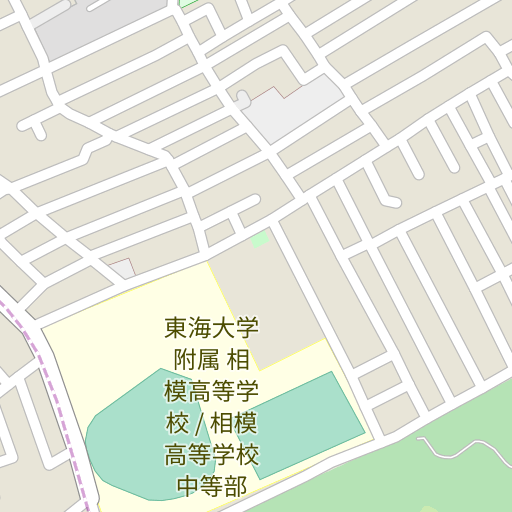 東海大学
附属 相
模高等学
校 / 相模
高等学校
中等部